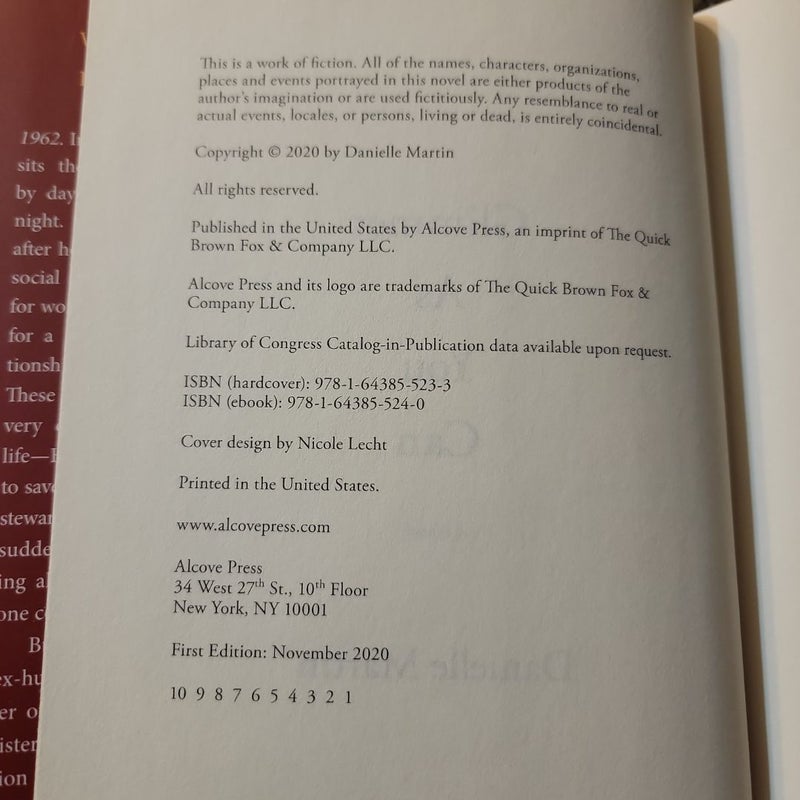 1962. I
sits th
by day
night.
after h
social
for wo
for a
tionsh
These
very
life—
to save
stewar
sudde
ing a
one c
B
ex-hu
er o
ister
ion
This is a work of fiction. All of the names, characters, organizations,
places and events portrayed in this novel are either products of the
author's imagination or are used fictitiously. Any resemblance to real or
actual events, locales, or persons, living or dead, is entirely coincidental.
Copyright © 2020 by Danielle Martin
All rights reserved.
Published in the United States by Alcove Press, an imprint of The Quick
Brown Fox & Company LLC.
Alcove Press and its logo are trademarks of The Quick Brown Fox &
Company LLC.
Library of Congress Catalog-in-Publication data available upon request.
ISBN (hardcover): 978-1-64385-523-3
ISBN (ebook): 978-1-64385-524-0
Cover design by Nicole Lecht
Printed in the United States.
www.alcovepress.com
Alcove Press
34 West 27th St., 10th Floor
New York, NY 10001
First Edition: November 2020
10 9 8 7 6 5 4 3 2 1